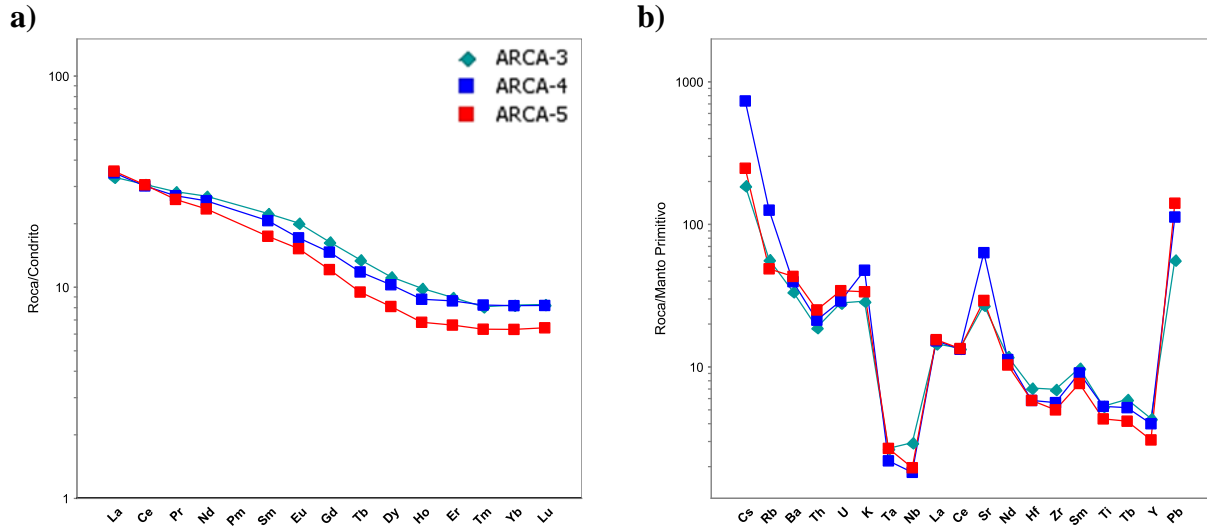 a)
b)
ARCA-3
ARCA-4
ARCA-5
100
10
1
Roca/Condrito
La Ce Pr Nd Pm Sm Eu Gd Tb Dy Ho Er Tm Yb Lu
1000
100
10
Roca/Manto Primitivo
Cs Rb Ba Th U K Ta Nb La Ce Sr Nd Hf Zr Sm Ti Tb Y Pb